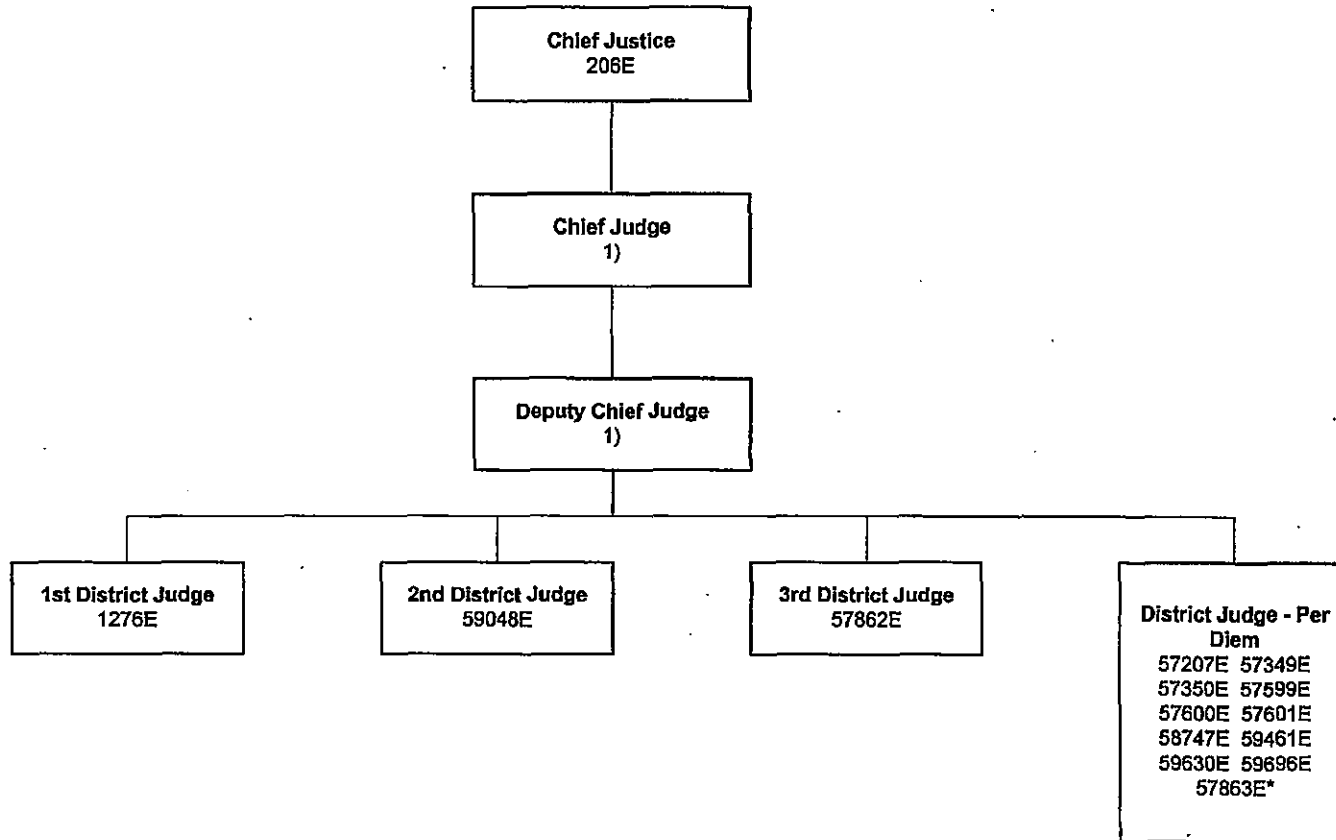 Chief Justice
206E
Chief Judge
1)
Deputy Chief Judge
1)
1st District Judge
1276E
2nd District Judge
59048E
3rd District Judge
57862E
District Judge - Per
Diem
57207E 57349E
57350E 57599E
57600E 57601E
58747E 59461E
59630E 59696E
57863E*